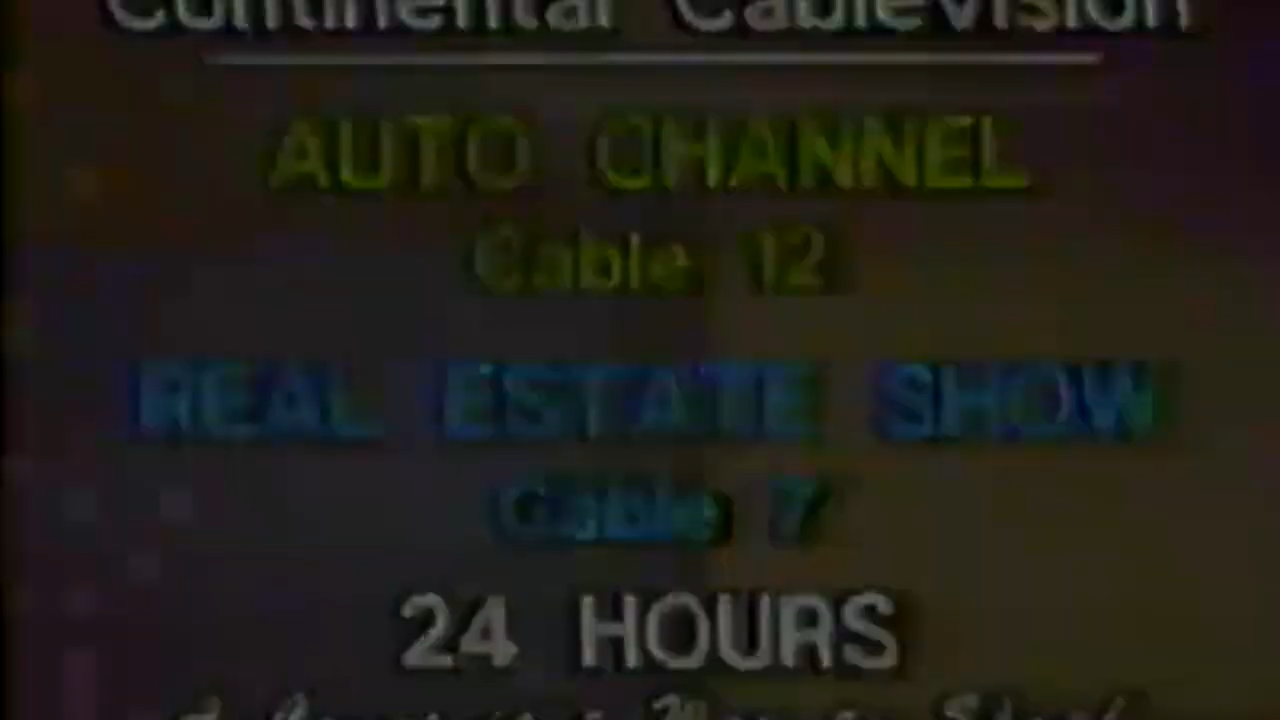 Continental Cablevision
AUTO CHANNEL
Cable 12
REAL ESTATE SHOW
Cable 7
24 HOURS